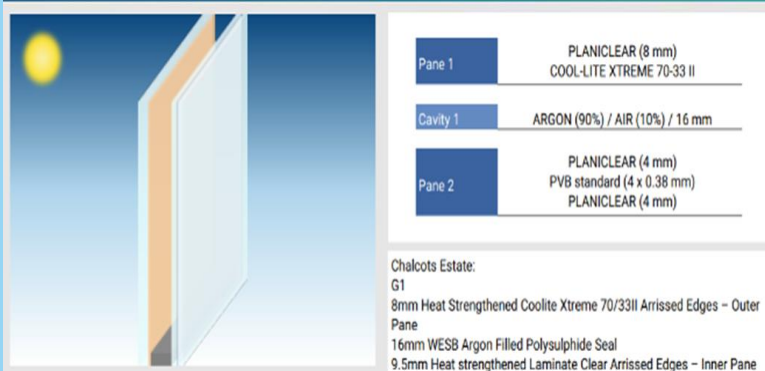 Pane 1
PLANICLEAR (8 mm)
COOL-LITE XTREME 70-33 II
Cavity 1
ARGON (90%) / AIR (10%) / 16 mm
Pane 2
PLANICLEAR (4 mm)
PVB standard (4 x 0.38 mm)
PLANICLEAR (4 mm)
Chalcots Estate:
G1
8mm Heat Strengthened Coolite Xtreme 70/33II Arrissed Edges – Outer
Pane
16mm WESB Argon Filled Polysulphide Seal
9.5mm Heat strengthened Laminate Clear Arrissed Edges – Inner Pane